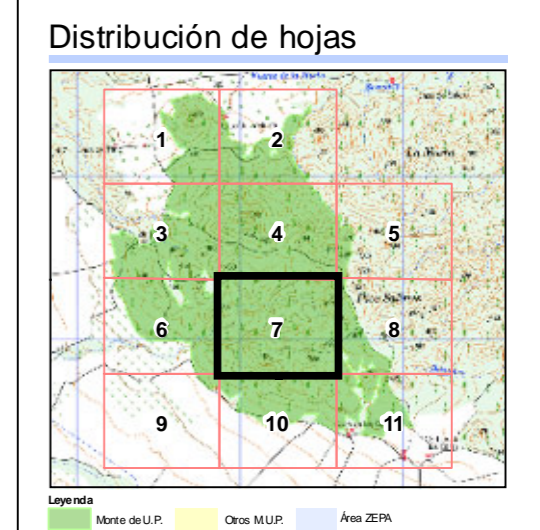 Distribución de hojas
1 2
3 4 5
6 7 8
9 10 11
Leyenda
Monte de U.P. Otros M.U.P. Área ZEPA